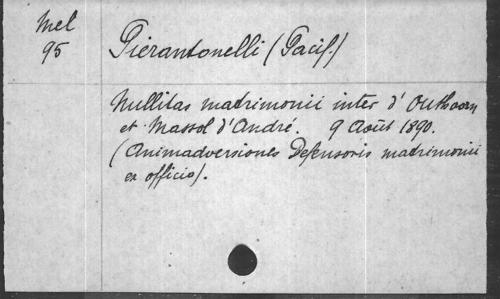 Mel
95
Pierantonelli (Pacif.)
Nullitas matrimonii inter d'Outhoorn
et Massol d'André. 9 Août 1890.
(Animadversiones Defensoris matrimonii
ex officio).